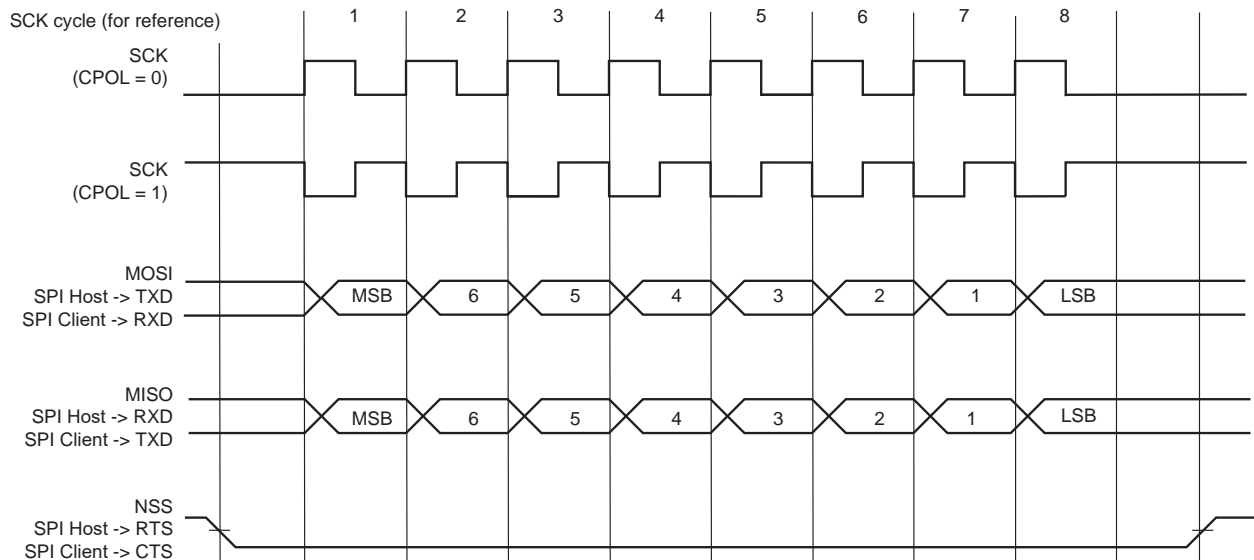 SCK cycle (for reference)
1 2 3 4 5 6 7 8
SCK
(CPOL = 0)
SCK
(CPOL = 1)
MOSI
SPI Host -> TXD
SPI Client -> RXD
MSB 6 5 4 3 2 1 LSB
MISO
SPI Host -> RXD
SPI Client -> TXD
MSB 6 5 4 3 2 1 LSB
NSS
SPI Host -> RTS
SPI Client -> CTS